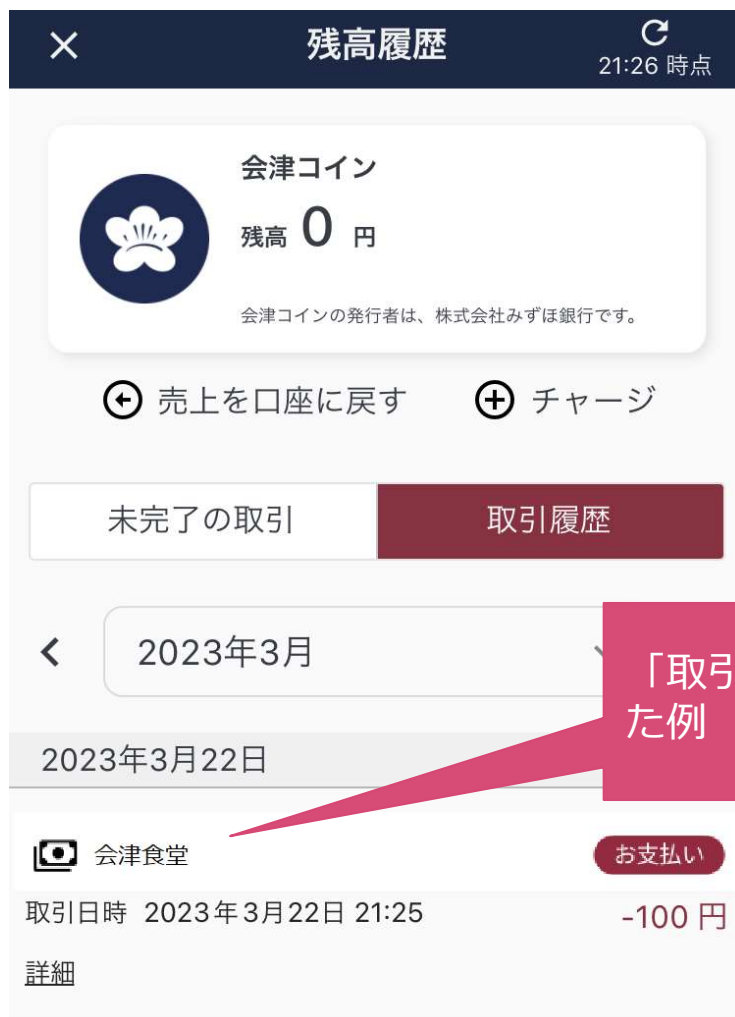 残高履歴
21:26 時点
会津コイン
残高 0 円
会津コインの発行者は、株式会社みずほ銀行です。
売上を口座に戻す
チャージ
未完了の取引
取引履歴
2023年3月
「取引
た例
2023年3月22日
会津食堂
お支払い
取引日時 2023年3月22日 21:25
-100 円
詳細